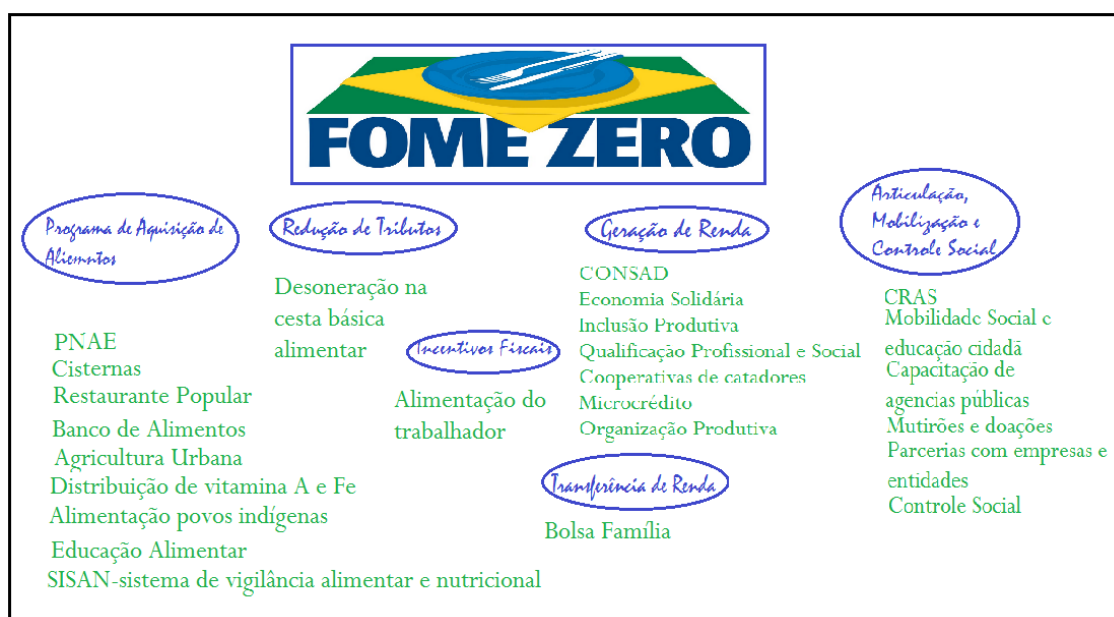 FOME ZERO
Programa de Aquisição de
Aliemntos
PNAE
Cisternas
Restaurante Popular
Banco de Alimentos
Agricultura Urbana
Distribuição de vitamina A e Fe
Alimentação povos indígenas
Educação Alimentar
SISAN-sistema de vigilância alimentar e nutricional
Redução de Tributos
Desoneração na
cesta básica
alimentar
Incentivos Fiscais
Alimentação do
trabalhador
Geração de Renda
CONSAD
Economia Solidária
Inclusão Produtiva
Qualificação Profissional e Social
Cooperativas de catadores
Microcrédito
Organização Produtiva
Transferência de Renda
Bolsa Família
Articulação,
Mobilização e
Controle Social
CRAS
Mobilidade Social e
educação cidadã
Capacitação de
agencias públicas
Mutirões e doações
Parcerias com empresas e
entidades
Controle Social